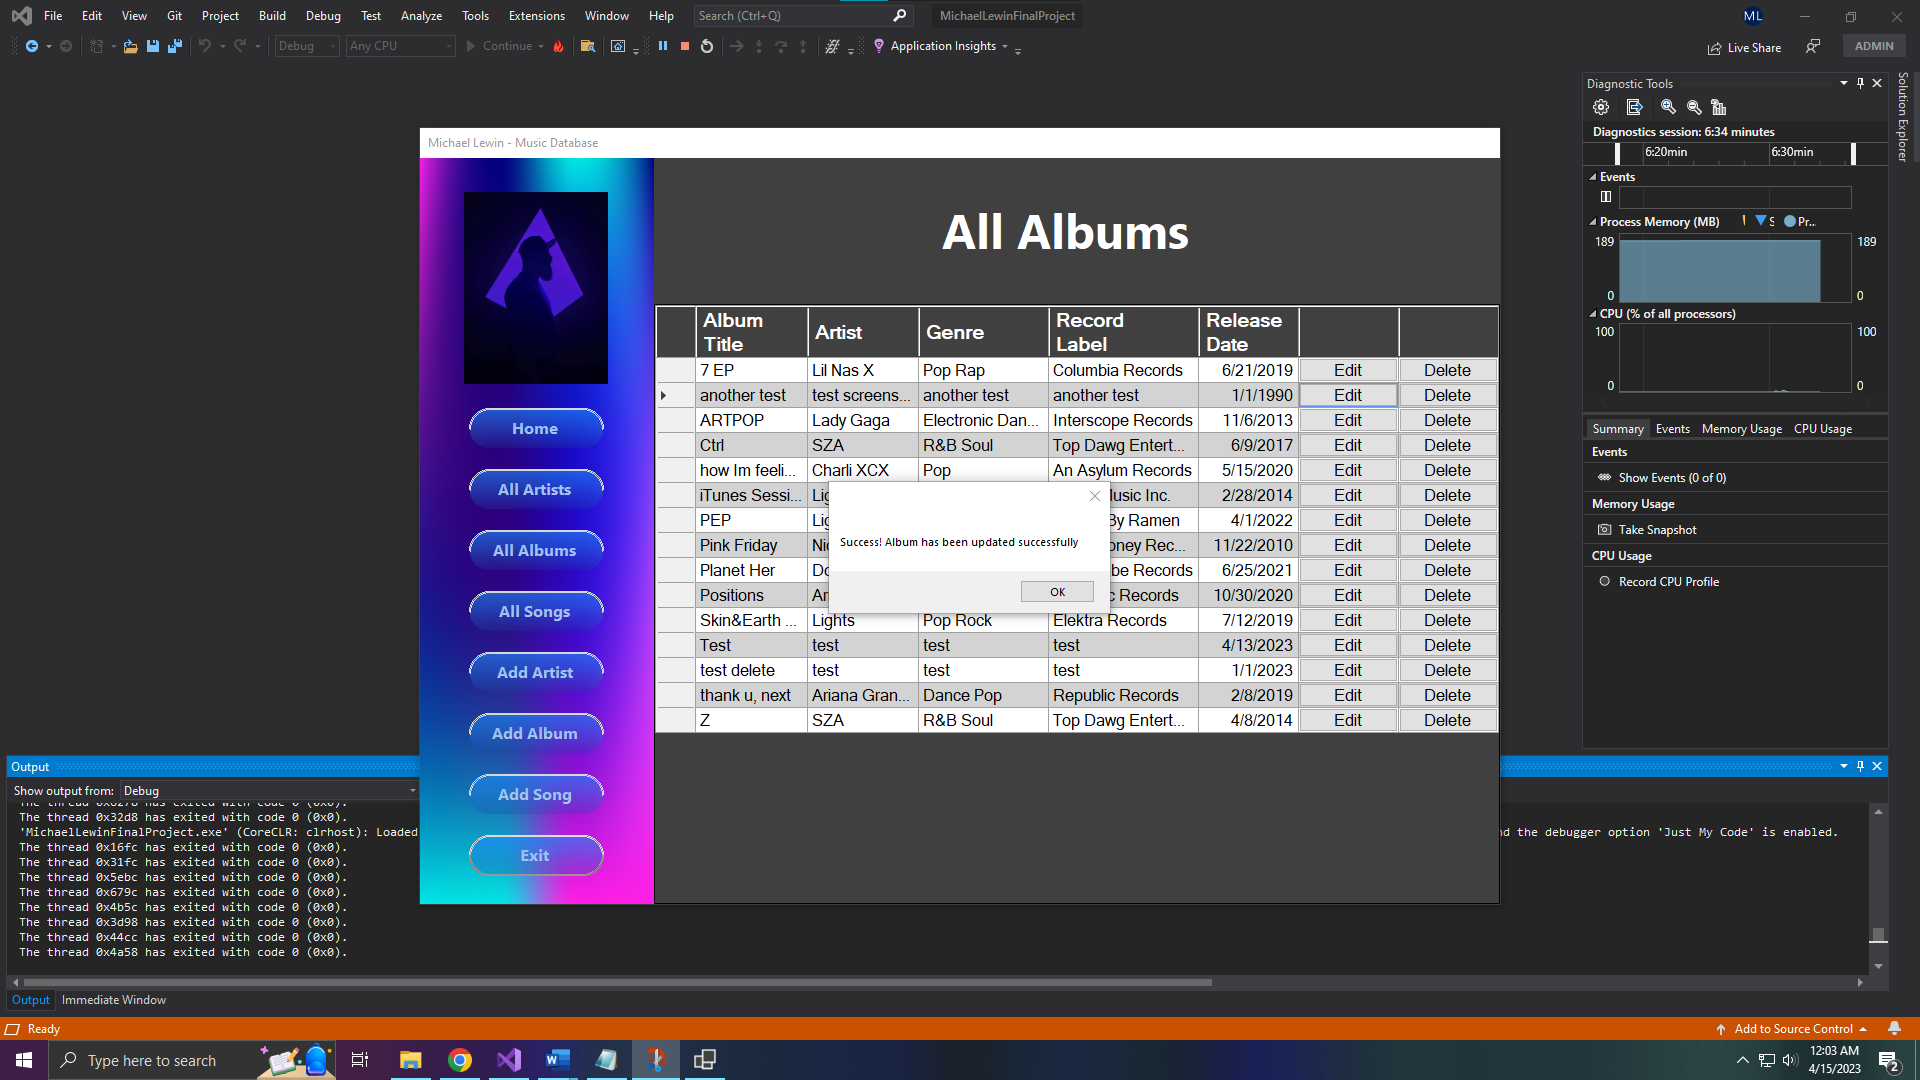 File Edit View Git Project Build Debug Test Analyze Tools Extensions Window Help Search (Ctrl+Q) MichaelLewinFinalProject ML
Debug Any CPU Continue Application Insights Live Share ADMIN
Solution Explorer
Diagnostic Tools
Diagnostics session: 6:34 minutes
6:20min 6:30min
Events
Process Memory (MB) S Pr...
189 189
0 0
CPU (% of all processors)
100 100
0 0
Summary Events Memory Usage CPU Usage
Events
Show Events (0 of 0)
Memory Usage
Take Snapshot
CPU Usage
Record CPU Profile
Michael Lewin - Music Database
Home
All Artists
All Albums
All Songs
Add Artist
Add Album
Add Song
Exit
All Albums
Album Title Artist Genre Record Label Release Date
7 EP Lil Nas X Pop Rap Columbia Records 6/21/2019 Edit Delete
another test test screens... another test another test 1/1/1990 Edit Delete
ARTPOP Lady Gaga Electronic Dan... Interscope Records 11/6/2013 Edit Delete
Ctrl SZA R&B Soul Top Dawg Entert... 6/9/2017 Edit Delete
how Im feeli... Charli XCX Pop An Asylum Records 5/15/2020 Edit Delete
iTunes Sessi... Lig Music Inc. 2/28/2014 Edit Delete
PEP Lig By Ramen 4/1/2022 Edit Delete
Pink Friday Nic oney Rec... 11/22/2010 Edit Delete
Planet Her Do be Records 6/25/2021 Edit Delete
Positions Ar c Records 10/30/2020 Edit Delete
Skin&Earth ... Lights Pop Rock Elektra Records 7/12/2019 Edit Delete
Test test test test 4/13/2023 Edit Delete
test delete test test test 1/1/2023 Edit Delete
thank u, next Ariana Gran... Dance Pop Republic Records 2/8/2019 Edit Delete
Z SZA R&B Soul Top Dawg Entert... 4/8/2014 Edit Delete
Success! Album has been updated successfully
OK
Output
Show output from: Debug
The thread 0x32d8 has exited with code 0 (0x0).
'MichaelLewinFinalProject.exe' (CoreCLR: clrhost): Loaded nd the debugger option 'Just My Code' is enabled.
The thread 0x16fc has exited with code 0 (0x0).
The thread 0x31fc has exited with code 0 (0x0).
The thread 0x5ebc has exited with code 0 (0x0).
The thread 0x679c has exited with code 0 (0x0).
The thread 0x4b5c has exited with code 0 (0x0).
The thread 0x3d98 has exited with code 0 (0x0).
The thread 0x44cc has exited with code 0 (0x0).
The thread 0x4a58 has exited with code 0 (0x0).
Output Immediate Window
Ready Add to Source Control
Type here to search
12:03 AM
4/15/2023
2